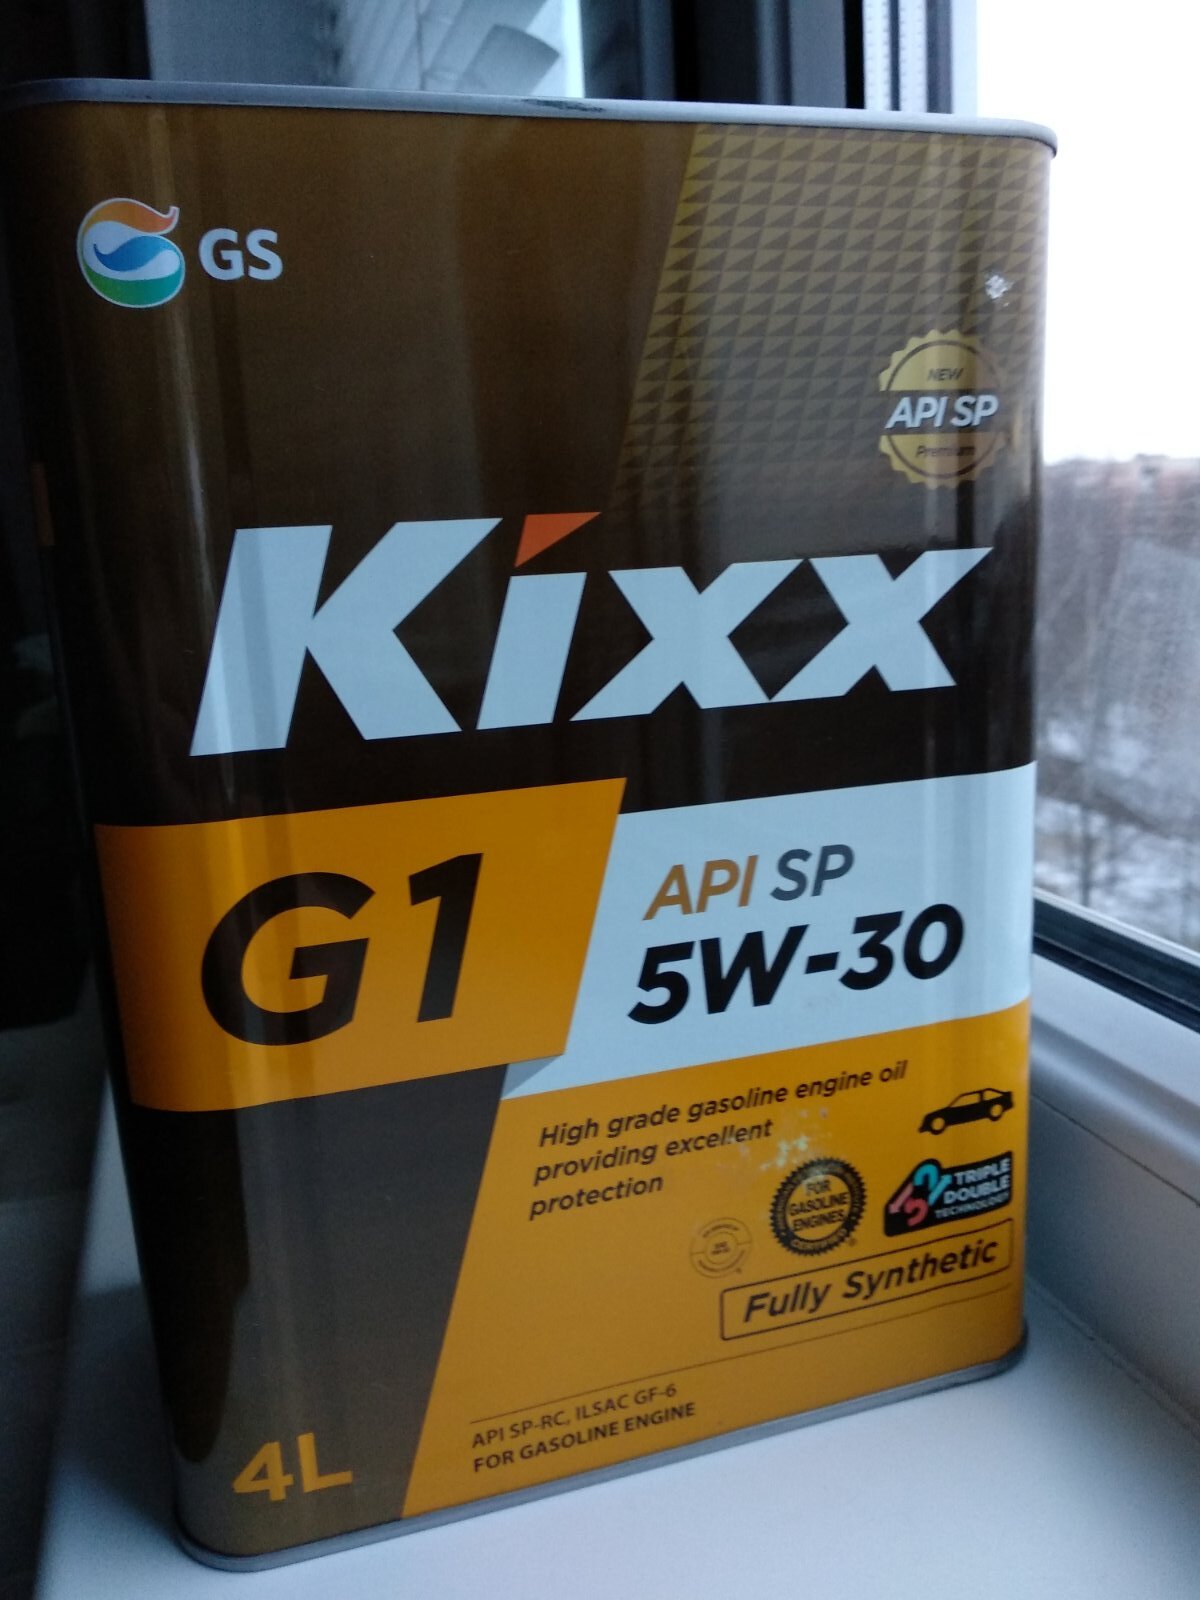 GS
NEW
API SP
Premium
Kixx
G1
API SP
5W-30
High grade gasoline engine oil
providing excellent
protection
FOR
GASOLINE
ENGINES
TRIPLE
DOUBLE
TECHNOLOGY
Fully Synthetic
API SP-RC, ILSAC GF-6
FOR GASOLINE ENGINE
4L